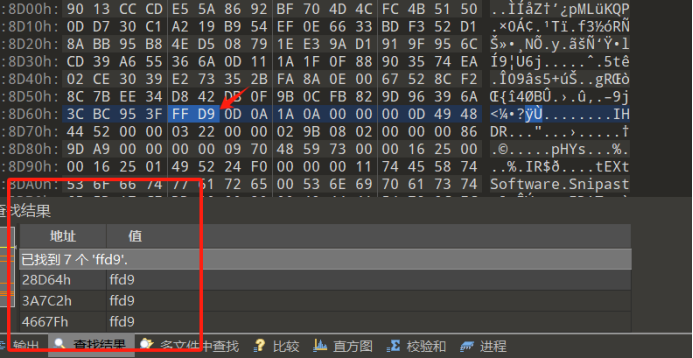 :8D00h: 90 13 CC CD E5 5A 86 92 BF 70 4D 4C FC 4B 51 50 ..ÌÍåZ†’¿pMLüKQP
:8D10h: 0D D7 30 C1 A2 19 B9 54 EF 0E 66 33 BD F3 52 D1 .×0Á¢.¹Tï.f3½óRÑ
:8D20h: 8A BB 95 B8 4E D5 08 79 1E E3 9A D1 91 9F 95 6C Š»•¸NÕ.y.ãšÑ‘Ÿ•l
:8D30h: CD 39 A6 55 36 6A 0D 11 1A 1F 0F 88 90 35 74 EA Í9¦U6j.....ˆ.5tê
:8D40h: 02 CE 30 39 E2 73 35 2B FA 8A 0E 00 67 52 8C F2 .Î09âs5+úŠ..gRŒò
:8D50h: 8C 7B EE 34 D8 42 DB 0F 9B 0C FB 82 9D 96 39 6A Œ{î4ØBÛ.›.û‚.–9j
:8D60h: 3C BC 95 3F FF D9 0D 0A 1A 0A 00 00 00 0D 49 48 <¼•?ÿÙ........IH
:8D70h: 44 52 00 00 03 22 00 00 02 9B 08 02 00 00 00 86 DR..."...›.....†
:8D80h: 9D A9 00 00 00 09 70 48 59 73 00 00 16 25 00 .©....pHYs...%.
:8D90h: 00 16 25 01 49 52 24 F0 00 00 00 11 74 45 58 74 ..%.IR$ð....tEXt
:8DA0h: 53 6F 66 74 77 61 72 65 00 53 6E 69 70 61 73 74 Software.Snipast
查找结果
地址 值
已找到 7 个 'ffd9'.
28D64h ffd9
3A7C2h ffd9
4667Fh ffd9
输出 查找结果 多文件中查找 比较 直方图 校验和 进程